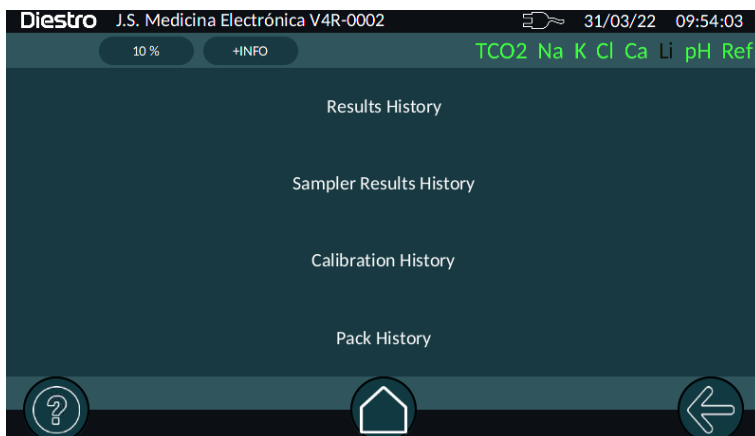 Diestro J.S. Medicina Electrónica V4R-0002 31/03/22 09:54:03
10 % +INFO TCO2 Na K Cl Ca Li pH Ref
Results History
Sampler Results History
Calibration History
Pack History
?